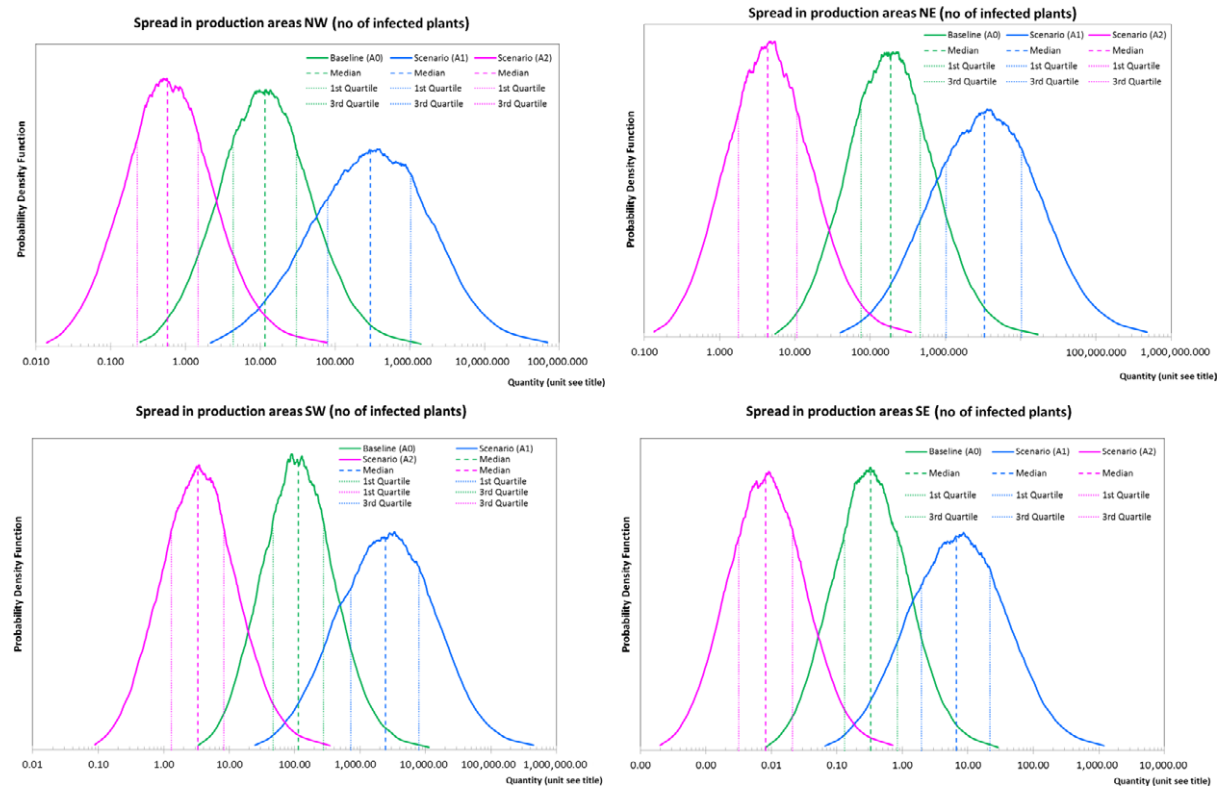 Spread in production areas NW (no of infected plants)
Probability Density Function
Baseline (A0) Scenario (A1) Scenario (A2)
Median Median Median
1st Quartile 1st Quartile 1st Quartile
3rd Quartile 3rd Quartile 3rd Quartile
0.010 0.100 1.000 10.000 100.000 1,000.000 10,000.000 100,000.000
Quantity (unit see title)
Spread in production areas NE (no of infected plants)
Probability Density Function
Baseline (A0) Scenario (A1) Scenario (A2)
Median Median Median
1st Quartile 1st Quartile 1st Quartile
3rd Quartile 3rd Quartile 3rd Quartile
0.100 1.000 10.000 100.000 1,000.000 100,000.000 1,000,000.000
Quantity (unit see title)
Spread in production areas SW (no of infected plants)
Probability Density Function
Baseline (A0) Scenario (A1)
Scenario (A2) Median
Median Median
1st Quartile 1st Quartile
1st Quartile 3rd Quartile
3rd Quartile 3rd Quartile
0.01 0.10 1.00 10.00 100.00 1,000.00 10,000.00 1,000,000.00
Quantity (unit see title)
Spread in production areas SE (no of infected plants)
Probability Density Function
Baseline (A0) Scenario (A1) Scenario (A2)
Median Median Median
1st Quartile 1st Quartile 1st Quartile
3rd Quartile 3rd Quartile 3rd Quartile
0.00 0.00 0.01 0.10 1.00 10.00 100.00 1,000.00 10,000.00
Quantity (unit see title)